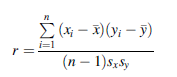 r = \frac{\sum_{i=1}^{n} (x_i - \bar{x})(y_i - \bar{y})}{(n - 1)s_x s_y}